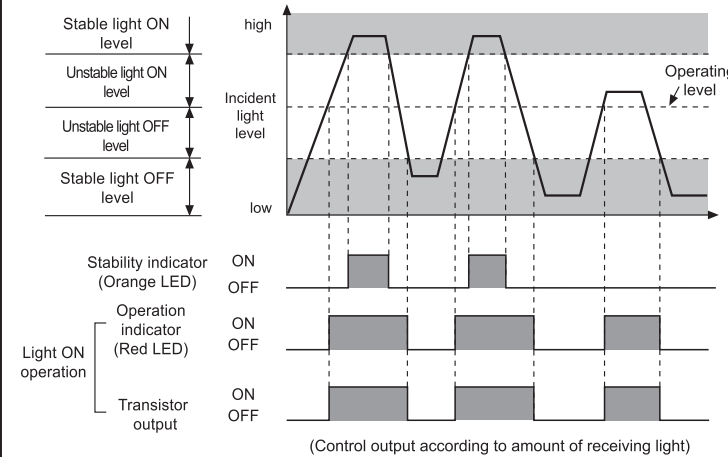 Stable light ON
level
Unstable light ON
level
Unstable light OFF
level
Stable light OFF
level
high
Incident
light
level
low
Operating
level
Stability indicator
(Orange LED)
ON
OFF
Light ON
operation
Operation
indicator
(Red LED)
ON
OFF
Transistor
output
ON
OFF
(Control output according to amount of receiving light)